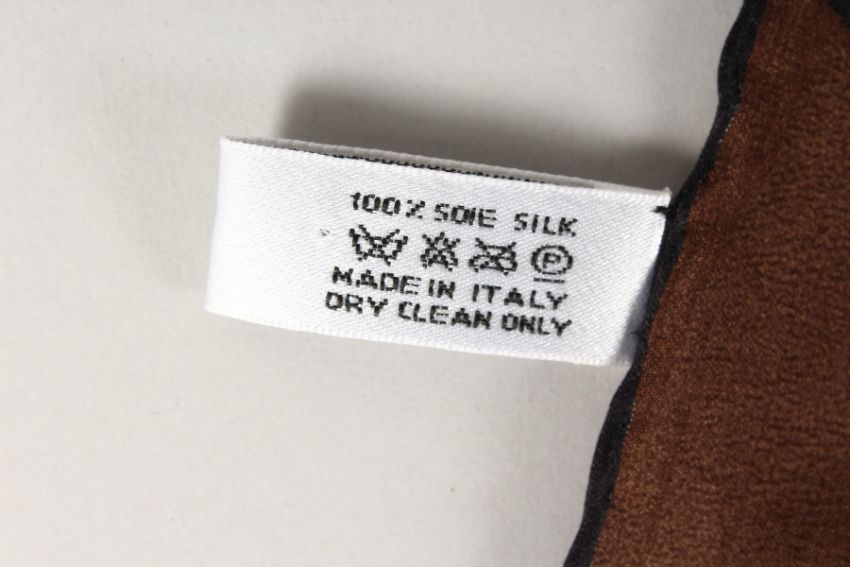 100% SOIE SILK
P
MADE IN ITALY
DRY CLEAN ONLY